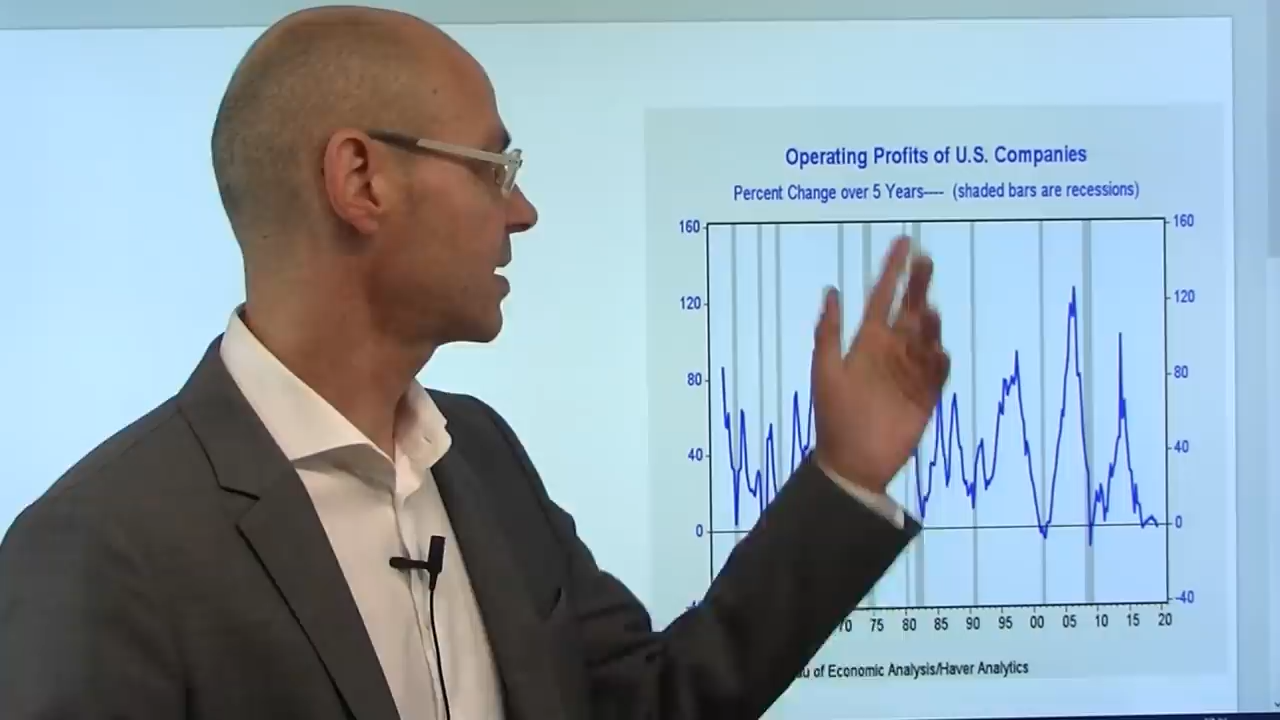 Operating Profits of U.S. Companies
Percent Change over 5 Years---- (shaded bars are recessions)
160 160
120 120
80 80
40 40
0 0
-40
70 75 80 85 90 95 00 05 10 15 20
of Economic Analysis/Haver Analytics